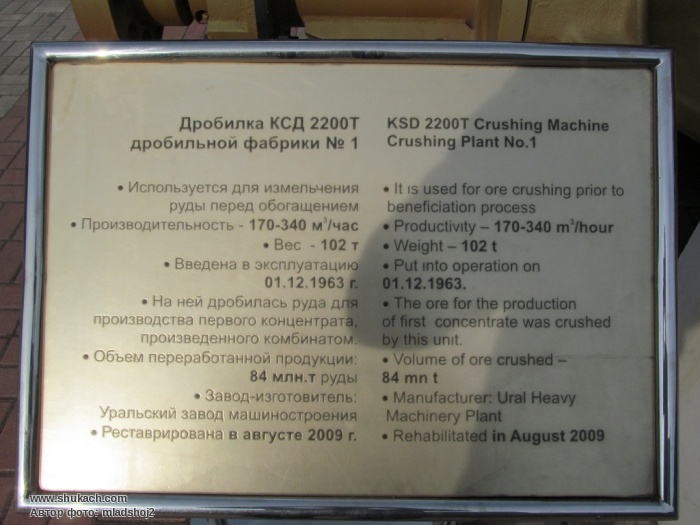 Дробилка КСД 2200Т
дробильной фабрики № 1
• Используется для измельчения
руды перед обогащением
• Производительность - 170-340 м³/час
• Вес - 102 т
• Введена в эксплуатацию
01.12.1963 г.
• На ней дробилась руда для
производства первого концентрата,
произведенного комбинатом.
• Объем переработанной продукции:
84 млн.т руды
• Завод-изготовитель:
Уральский завод машиностроения
• Реставрирована в августе 2009 г.
KSD 2200T Crushing Machine
Crushing Plant No.1
• It is used for ore crushing prior to
beneficiation process
• Productivity – 170-340 m³/hour
• Weight – 102 t
• Put into operation on
01.12.1963.
• The ore for the production
of first concentrate was crushed
by this unit.
• Volume of ore crushed –
84 mn t
• Manufacturer: Ural Heavy
Machinery Plant
• Rehabilitated in August 2009
www.shukach.com
Автор фото: mladshoj2